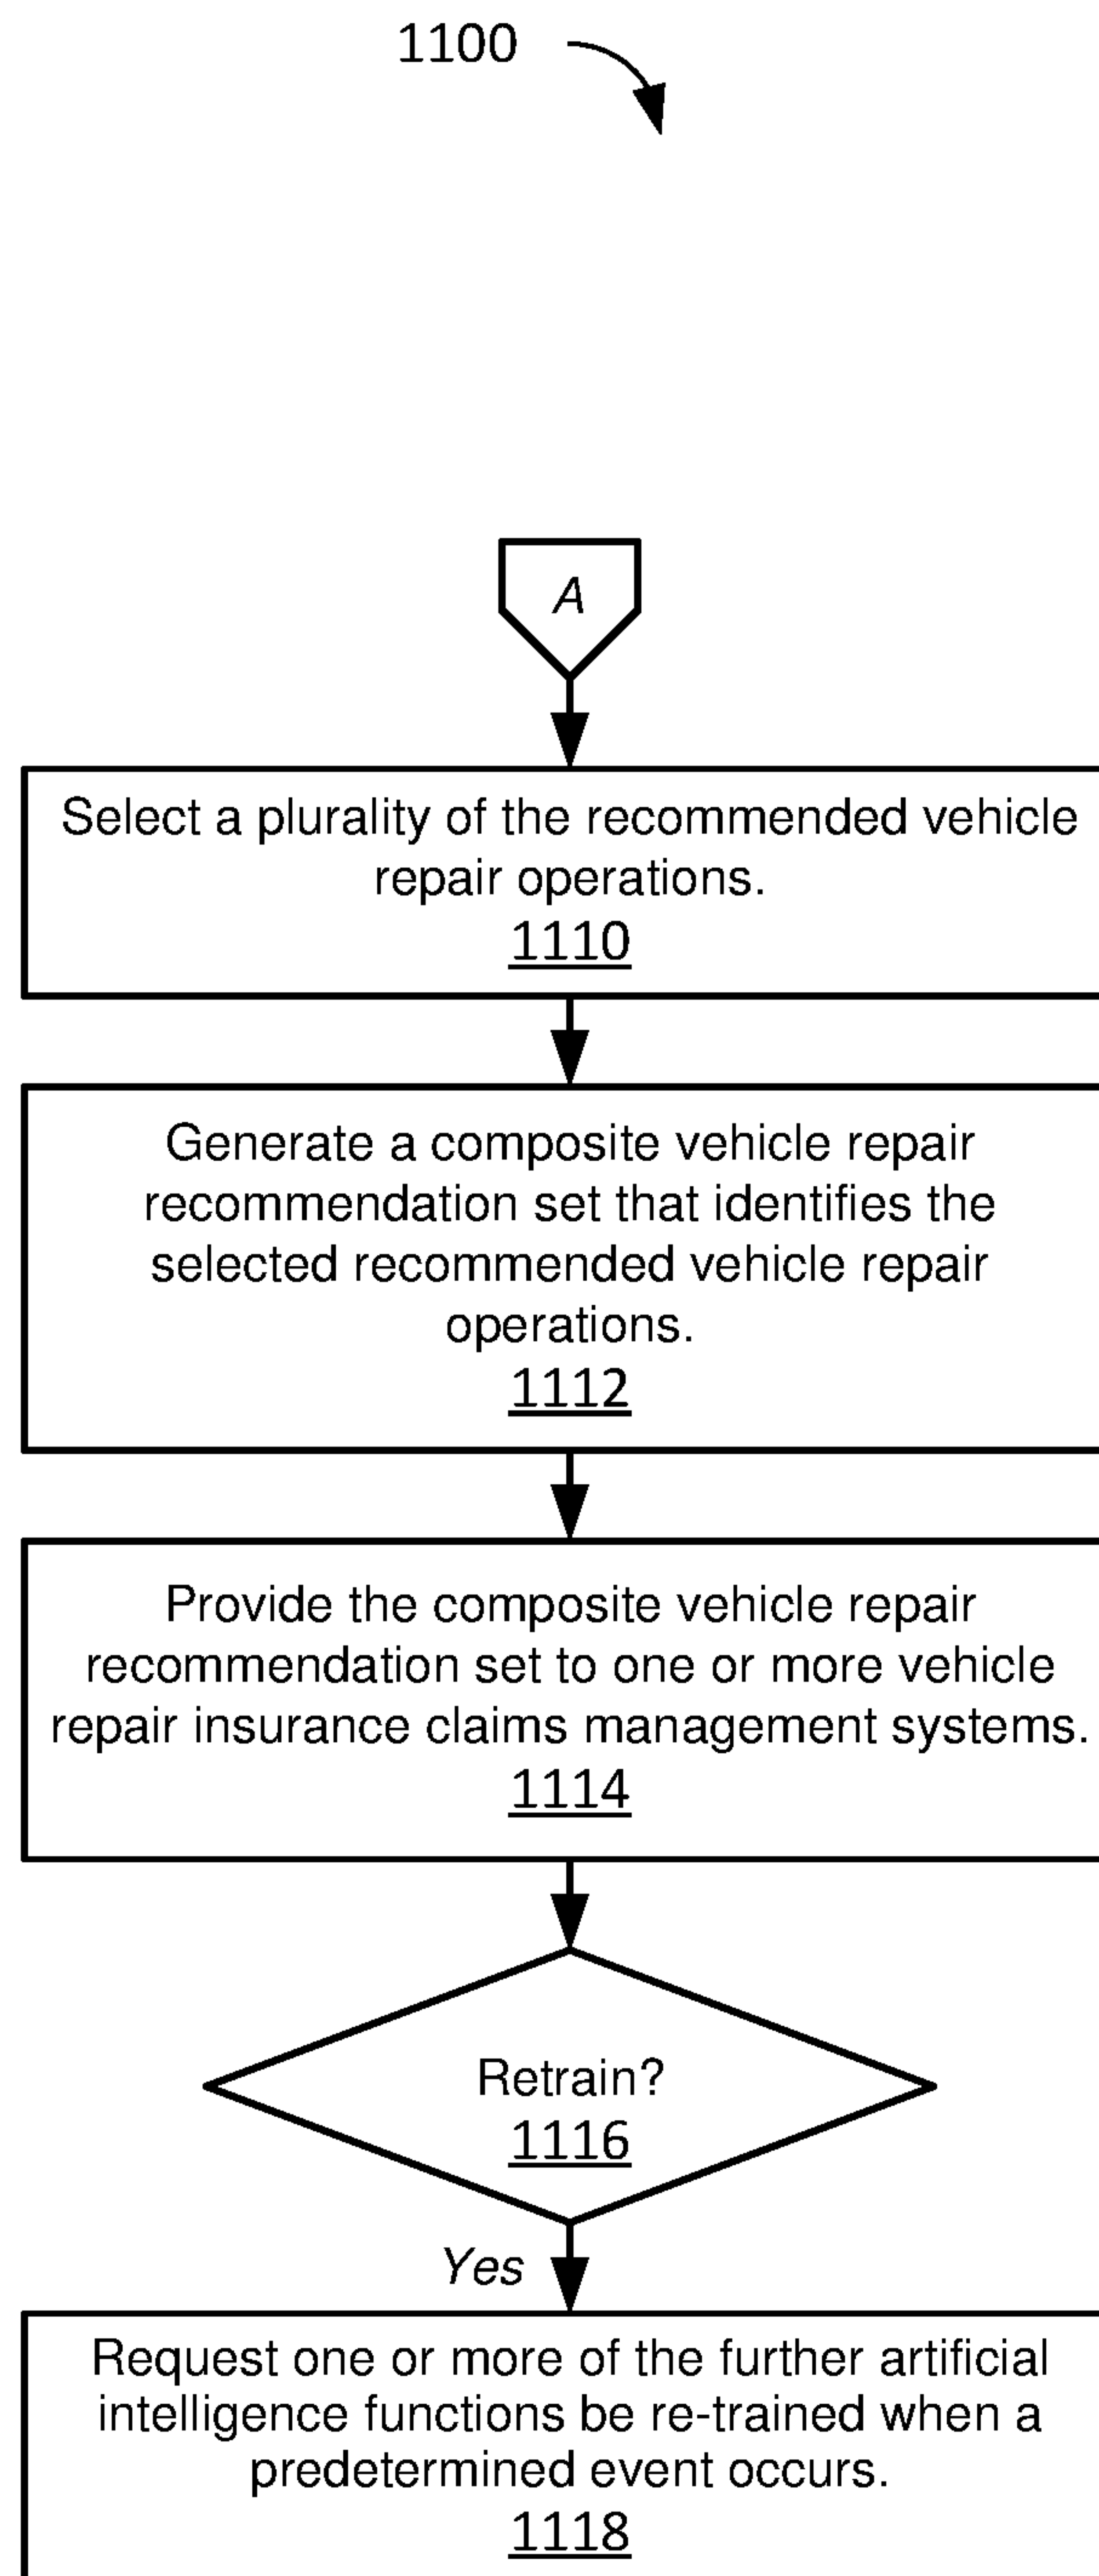 1100
A
Select a plurality of the recommended vehicle
repair operations.
1110
Generate a composite vehicle repair
recommendation set that identifies the
selected recommended vehicle repair
operations.
1112
Provide the composite vehicle repair
recommendation set to one or more vehicle
repair insurance claims management systems.
1114
Retrain?
1116
Yes
Request one or more of the further artificial
intelligence functions be re-trained when a
predetermined event occurs.
1118